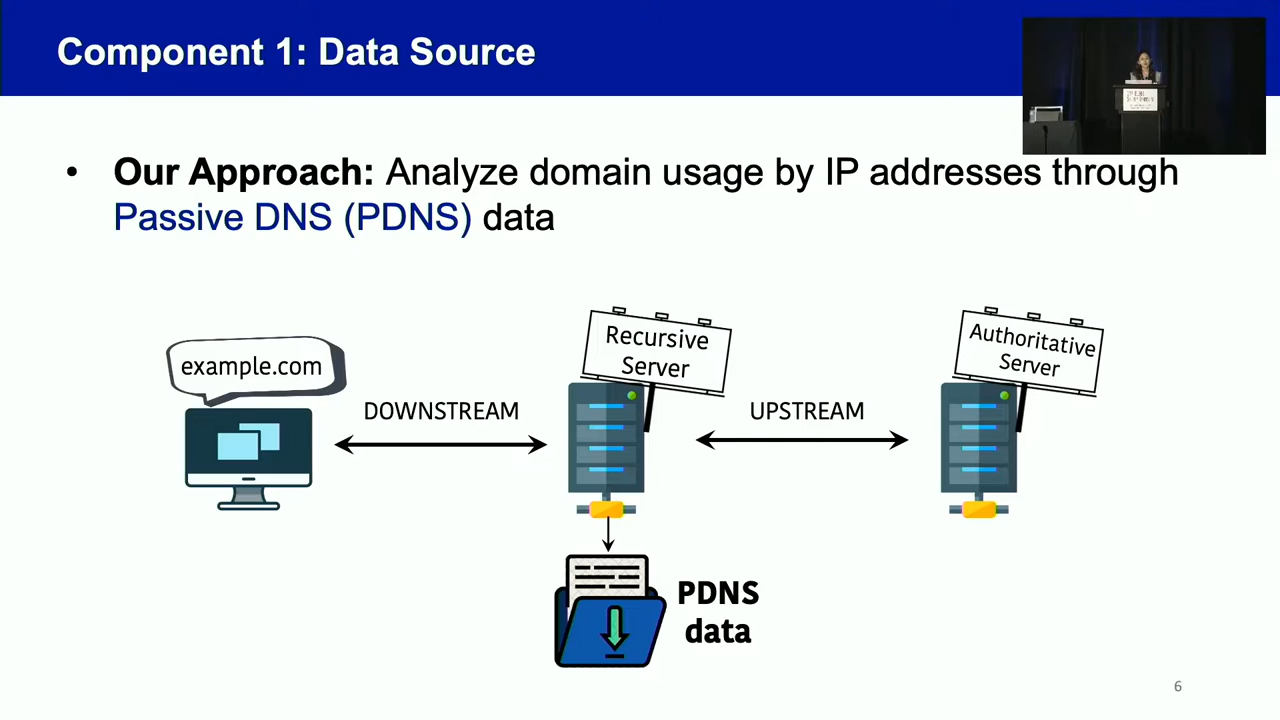 Component 1: Data Source
• Our Approach: Analyze domain usage by IP addresses through
Passive DNS (PDNS) data
example.com
DOWNSTREAM
Recursive
Server
UPSTREAM
Authoritative
Server
PDNS
data
6